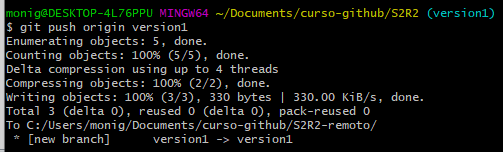 monig@DESKTOP-4L76PPU MINGW64 ~/Documents/curso-github/S2R2 (version1)
$ git push origin version1
Enumerating objects: 5, done.
Counting objects: 100% (5/5), done.
Delta compression using up to 4 threads
Compressing objects: 100% (2/2), done.
Writing objects: 100% (3/3), 330 bytes | 330.00 KiB/s, done.
Total 3 (delta 0), reused 0 (delta 0), pack-reused 0
To C:/Users/monig/Documents/curso-github/S2R2-remoto/
 * [new branch]      version1 -> version1